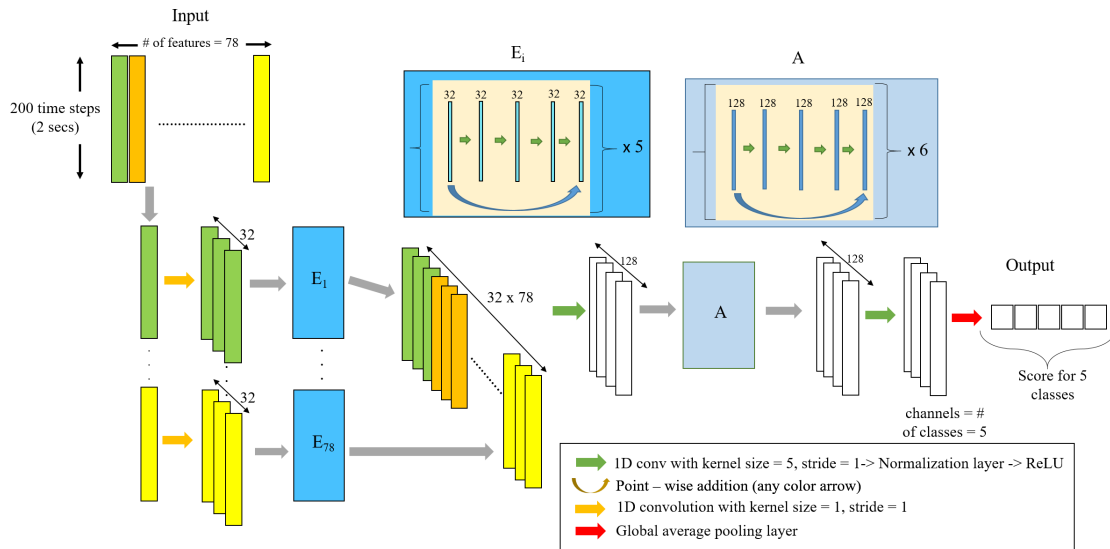 Input
# of features = 78
200 time steps
(2 secs)
E_i
32 32 32 32 32
x 5
A
128 128 128 128 128
x 6
32
E_1
32 x 78
128
A
128
Output
Score for 5
classes
channels = #
of classes = 5
32
E_78
1D conv with kernel size = 5, stride = 1-> Normalization layer -> ReLU
Point – wise addition (any color arrow)
1D convolution with kernel size = 1, stride = 1
Global average pooling layer